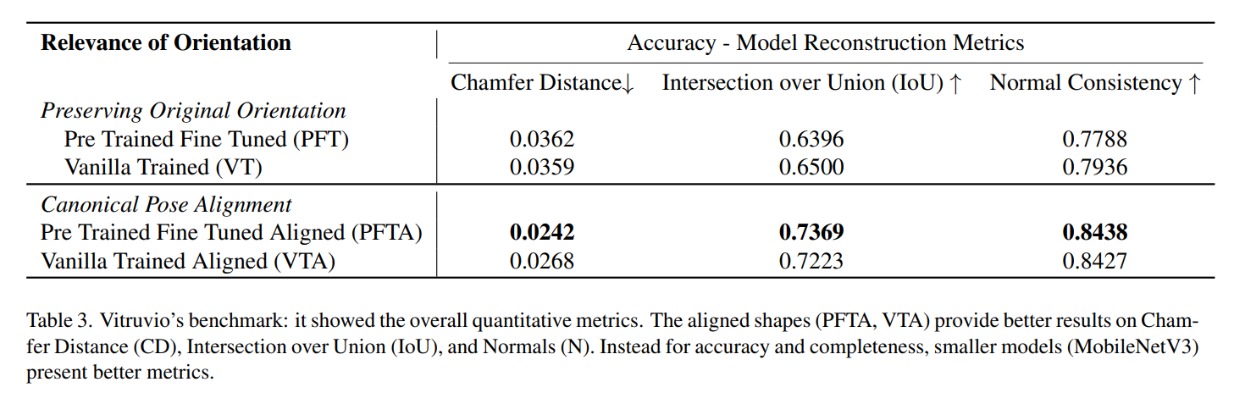 Relevance of Orientation Accuracy - Model Reconstruction Metrics
Chamfer Distance↓ Intersection over Union (IoU) ↑ Normal Consistency ↑
Preserving Original Orientation
Pre Trained Fine Tuned (PFT) 0.0362 0.6396 0.7788
Vanilla Trained (VT) 0.0359 0.6500 0.7936
Canonical Pose Alignment
Pre Trained Fine Tuned Aligned (PFTA) 0.0242 0.7369 0.8438
Vanilla Trained Aligned (VTA) 0.0268 0.7223 0.8427
Table 3. Vitruvio's benchmark: it showed the overall quantitative metrics. The aligned shapes (PFTA, VTA) provide better results on Cham-
fer Distance (CD), Intersection over Union (IoU), and Normals (N). Instead for accuracy and completeness, smaller models (MobileNetV3)
present better metrics.